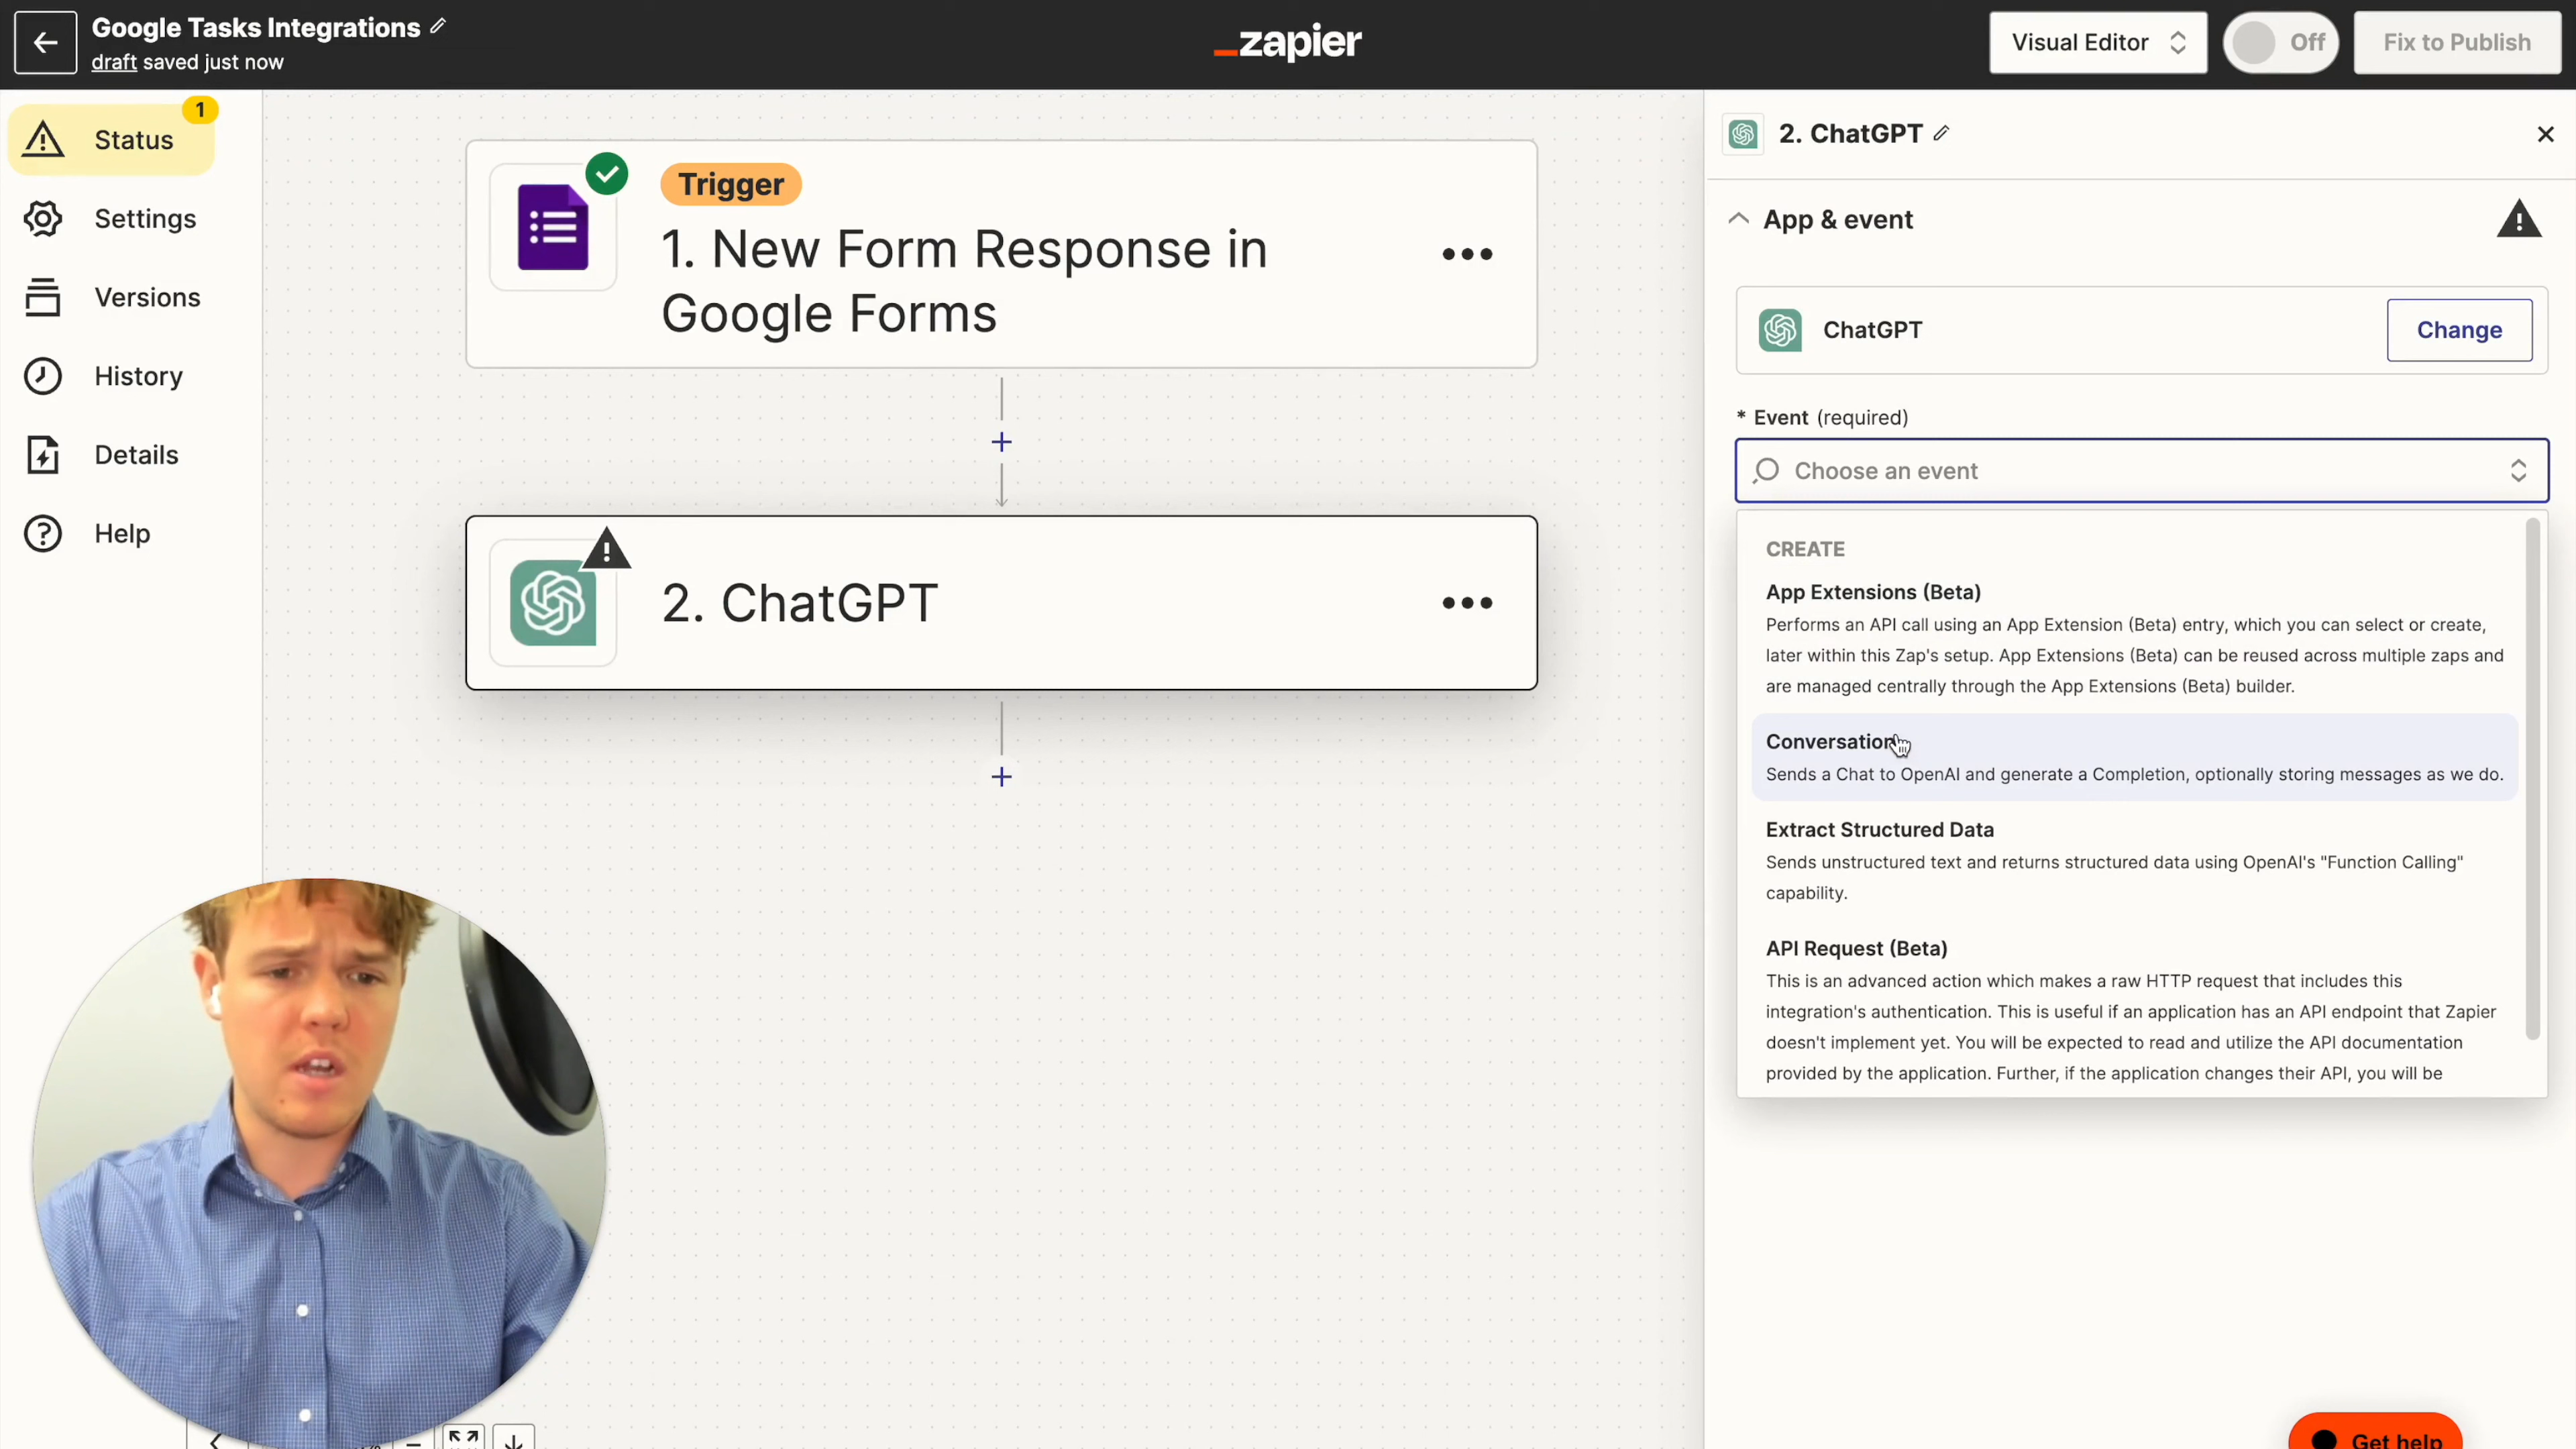 Google Tasks Integrations
draft saved just now
zapier
Visual Editor
Off
Fix to Publish
1
Status
Settings
Versions
History
Details
Help
Trigger
1. New Form Response in
Google Forms
2. ChatGPT
2. ChatGPT
App & event
ChatGPT
Change
* Event (required)
Choose an event
CREATE
App Extensions (Beta)
Performs an API call using an App Extension (Beta) entry, which you can select or create,
later within this Zap's setup. App Extensions (Beta) can be reused across multiple zaps and
are managed centrally through the App Extensions (Beta) builder.
Conversation
Sends a Chat to OpenAI and generate a Completion, optionally storing messages as we do.
Extract Structured Data
Sends unstructured text and returns structured data using OpenAI's "Function Calling"
capability.
API Request (Beta)
This is an advanced action which makes a raw HTTP request that includes this
integration's authentication. This is useful if an application has an API endpoint that Zapier
doesn't implement yet. You will be expected to read and utilize the API documentation
provided by the application. Further, if the application changes their API, you will be
Get help